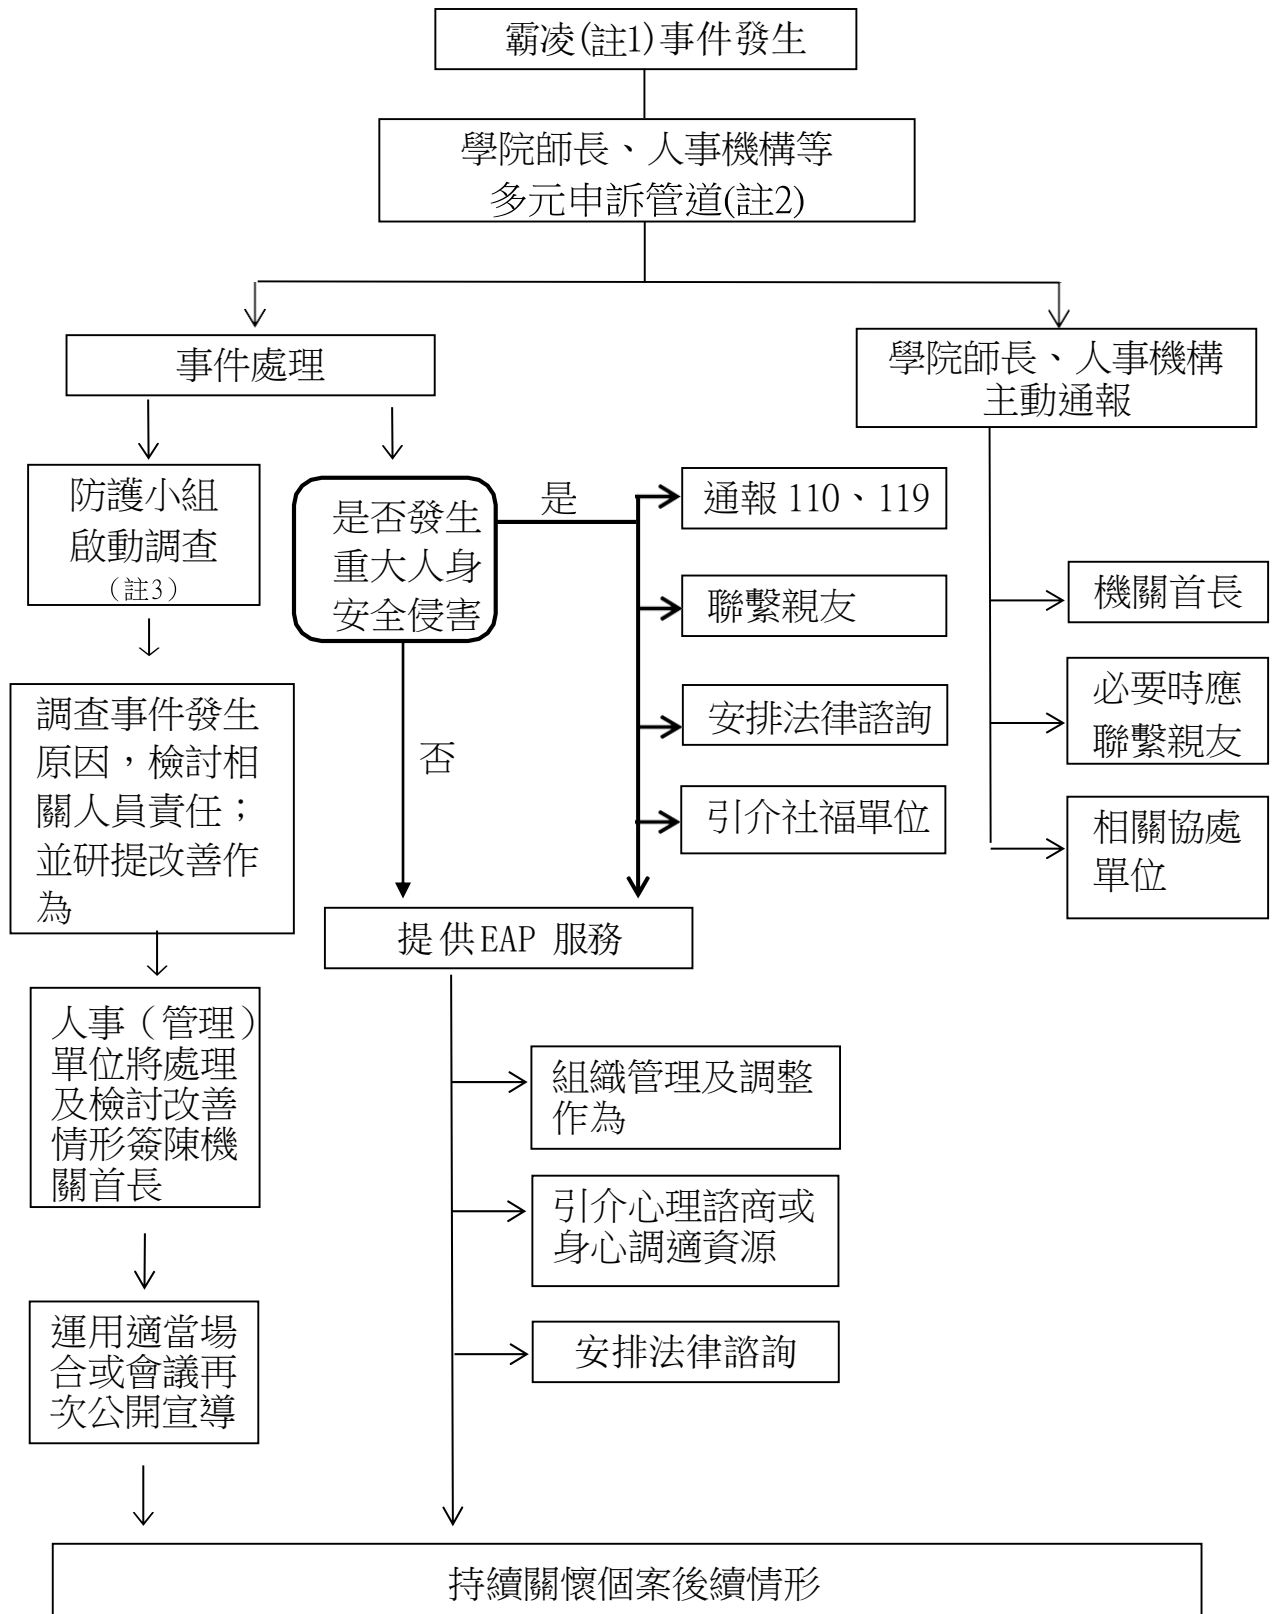 霸凌(註1)事件發生
學院師長、人事機構等
多元申訴管道(註2)
事件處理
學院師長、人事機構
主動通報
防護小組
啟動調查
（註3）
是否發生
重大人身
安全侵害
是
否
通報 110、119
聯繫親友
安排法律諮詢
引介社福單位
機關首長
必要時應
聯繫親友
相關協處
單位
調查事件發生
原因，檢討相
關人員責任；
並研提改善作
為
提供EAP 服務
人事（管理）
單位將處理
及檢討改善
情形簽陳機
關首長
組織管理及調整
作為
引介心理諮商或
身心調適資源
安排法律諮詢
運用適當場
合或會議再
次公開宣導
持續關懷個案後續情形